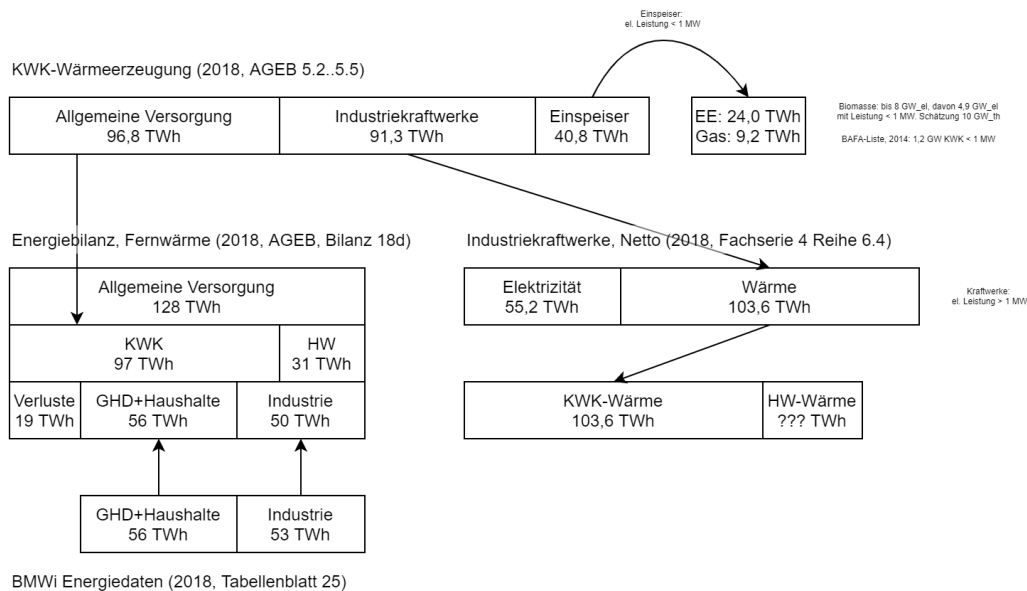 Einspeiser:
el. Leistung < 1 MW
KWK-Wärmeerzeugung (2018, AGEB 5.2..5.5)
Allgemeine Versorgung
96,8 TWh
Industriekraftwerke
91,3 TWh
Einspeiser
40,8 TWh
EE: 24,0 TWh
Gas: 9,2 TWh
Biomasse: bis 8 GW_el, davon 4,9 GW_el
mit Leistung < 1 MW. Schätzung 10 GW_th
BAFA-Liste, 2014: 1,2 GW KWK < 1 MW
Energiebilanz, Fernwärme (2018, AGEB, Bilanz 18d)
Allgemeine Versorgung
128 TWh
KWK
97 TWh
HW
31 TWh
Verluste
19 TWh
GHD+Haushalte
56 TWh
Industrie
50 TWh
GHD+Haushalte
56 TWh
Industrie
53 TWh
BMWi Energiedaten (2018, Tabellenblatt 25)
Industriekraftwerke, Netto (2018, Fachserie 4 Reihe 6.4)
Elektrizität
55,2 TWh
Wärme
103,6 TWh
Kraftwerke:
el. Leistung > 1 MW
KWK-Wärme
103,6 TWh
HW-Wärme
??? TWh